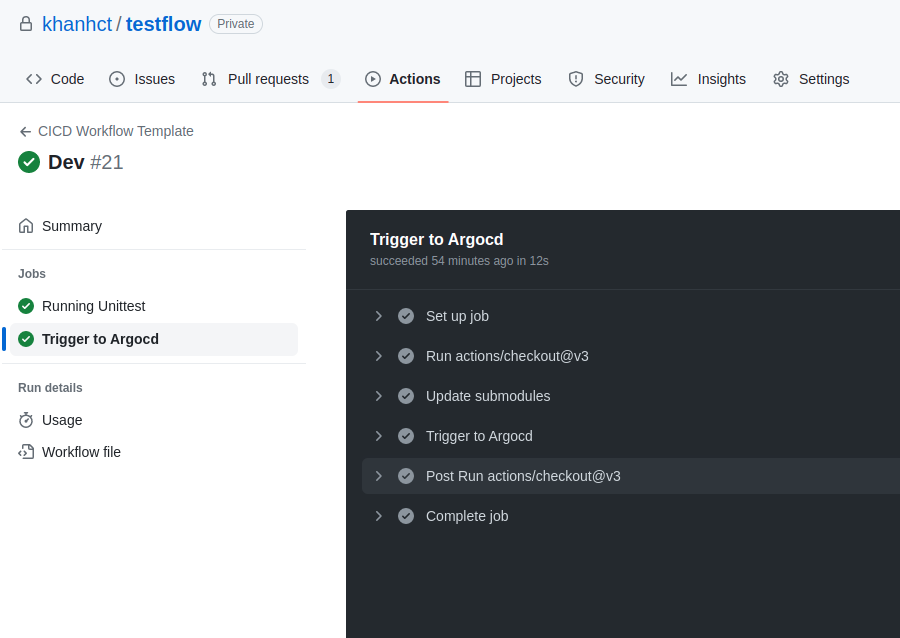 khanhct / testflow Private
Code Issues Pull requests 1 Actions Projects Security Insights Settings
CICD Workflow Template
Dev #21
Summary
Jobs
Running Unittest
Trigger to Argocd
Run details
Usage
Workflow file
Trigger to Argocd
succeeded 54 minutes ago in 12s
Set up job
Run actions/checkout@v3
Update submodules
Trigger to Argocd
Post Run actions/checkout@v3
Complete job